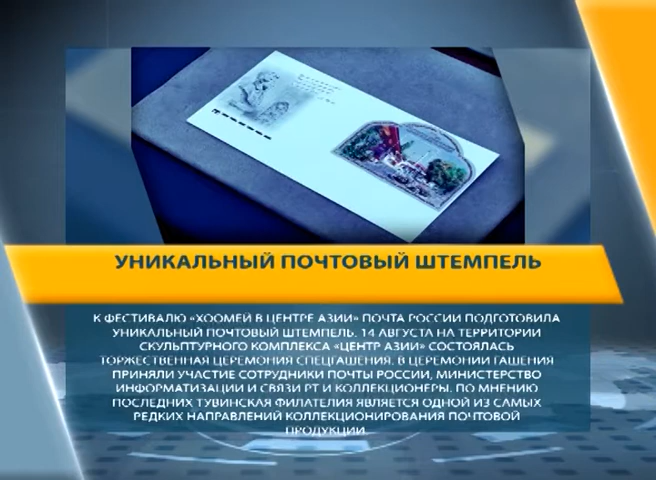 УНИКАЛЬНЫЙ ПОЧТОВЫЙ ШТЕМПЕЛЬ
К ФЕСТИВАЛЮ «ХООМЕЙ В ЦЕНТРЕ АЗИИ» ПОЧТА РОССИИ ПОДГОТОВИЛА
УНИКАЛЬНЫЙ ПОЧТОВЫЙ ШТЕМПЕЛЬ. 14 АВГУСТА НА ТЕРРИТОРИИ
СКУЛЬПТУРНОГО КОМПЛЕКСА «ЦЕНТР АЗИИ» СОСТОЯЛАСЬ
ТОРЖЕСТВЕННАЯ ЦЕРЕМОНИЯ СПЕЦГАШЕНИЯ. В ЦЕРЕМОНИИ ГАШЕНИЯ
ПРИНЯЛИ УЧАСТИЕ СОТРУДНИКИ ПОЧТЫ РОССИИ, МИНИСТЕРСТВО
ИНФОРМАТИЗАЦИИ И СВЯЗИ РТ И КОЛЛЕКЦИОНЕРЫ. ПО МНЕНИЮ
ПОСЛЕДНИХ ТУВИНСКАЯ ФИЛАТЕЛИЯ ЯВЛЯЕТСЯ ОДНОЙ ИЗ САМЫХ
РЕДКИХ НАПРАВЛЕНИЙ КОЛЛЕКЦИОНИРОВАНИЯ ПОЧТОВОЙ
ПРОДУКЦИИ.